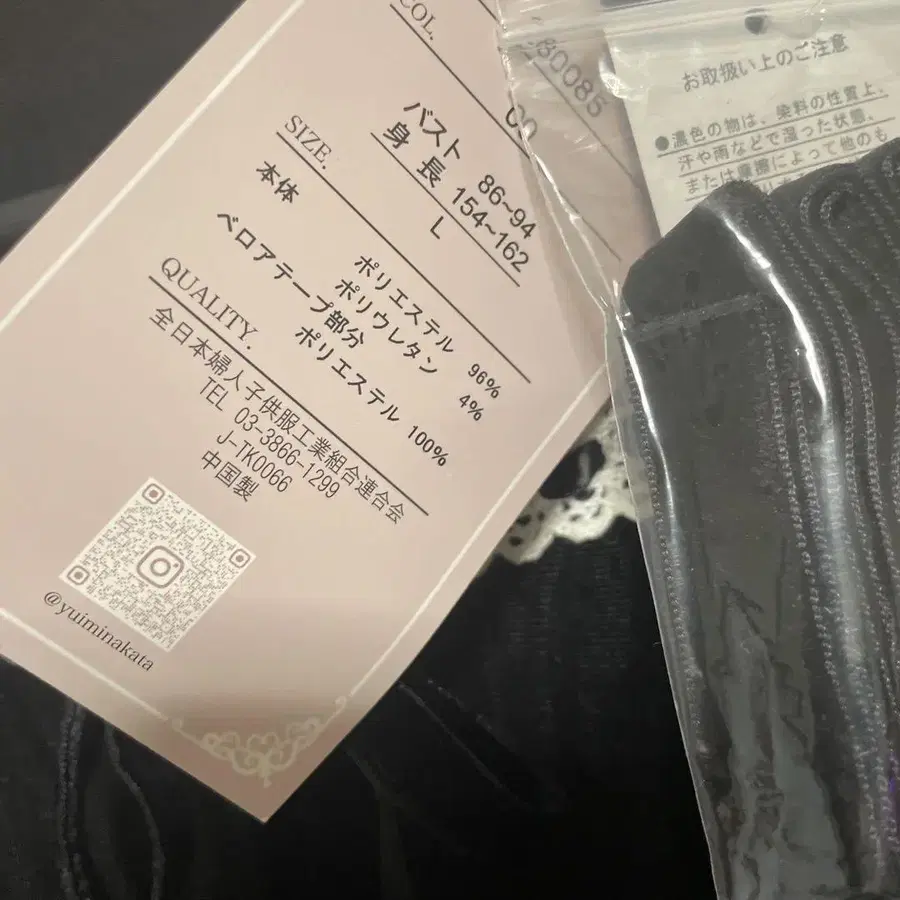 COL.
00
SIZE.
バスト 86~94
身長 154~162
L
本体
ポリエステル 96%
ポリウレタン 4%
ベロアテープ部分
ポリエステル 100%
QUALITY.
全日本婦人子供服工業組合連合会
TEL 03-3866-1299
J-TK0066
中国製
@yuiminakata
80085
お取扱い上のご注意
●濃色の物は、染料の性質上、
汗や雨などで湿った状態、
または摩擦によって他のも